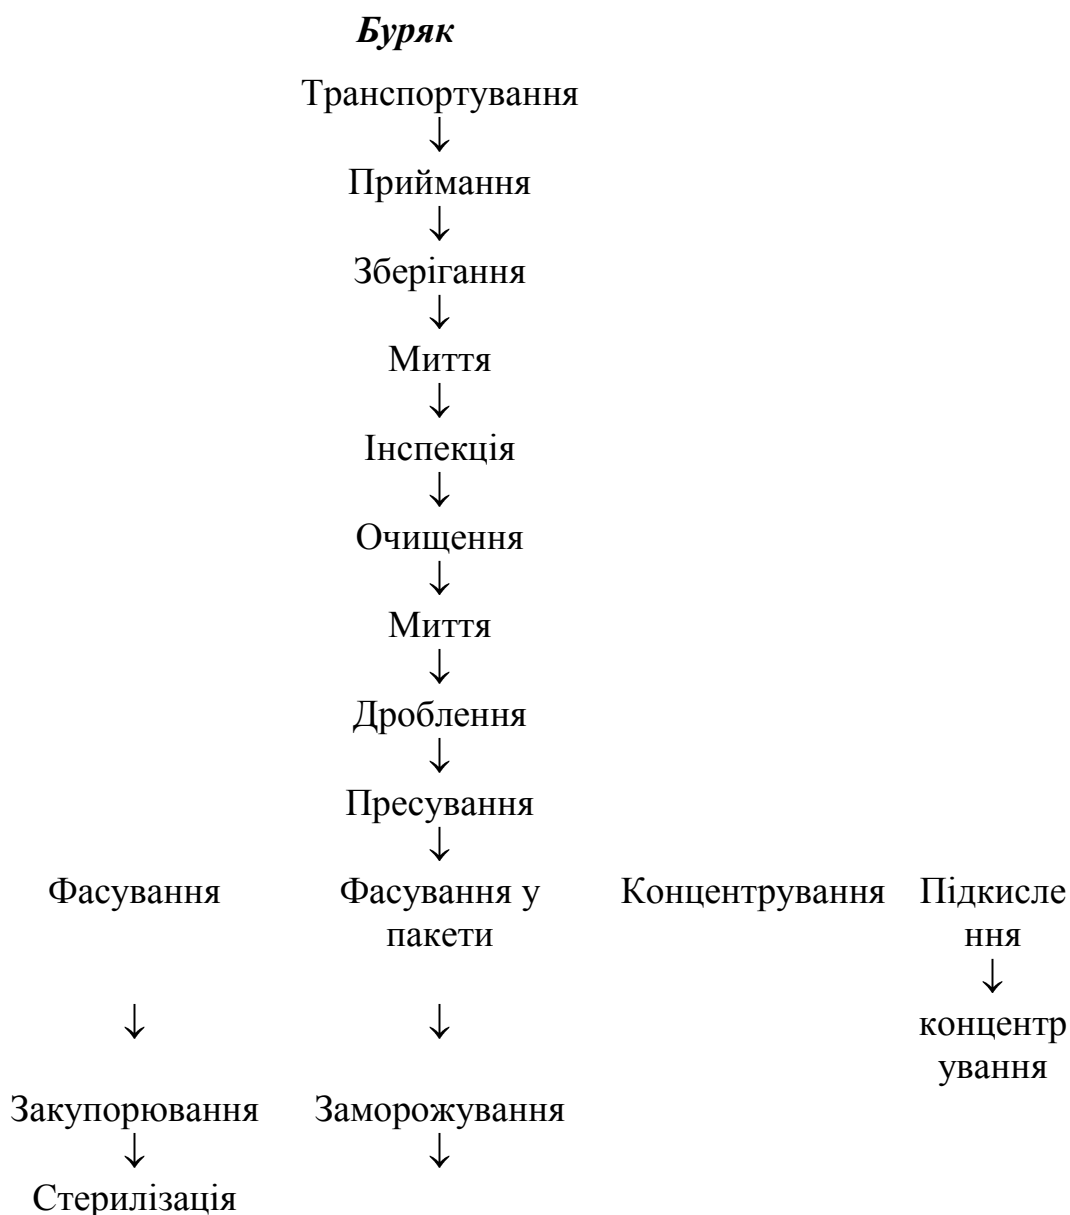 Буряк
Транспортування
↓
Приймання
↓
Зберігання
↓
Миття
↓
Інспекція
↓
Очищення
↓
Миття
↓
Дроблення
↓
Пресування
↓
Фасування Фасування у Концентрування Підкисле
пакети ння
↓
↓ ↓ концентр
ування
Закупорювання Заморожування
↓ ↓
Стерилізація